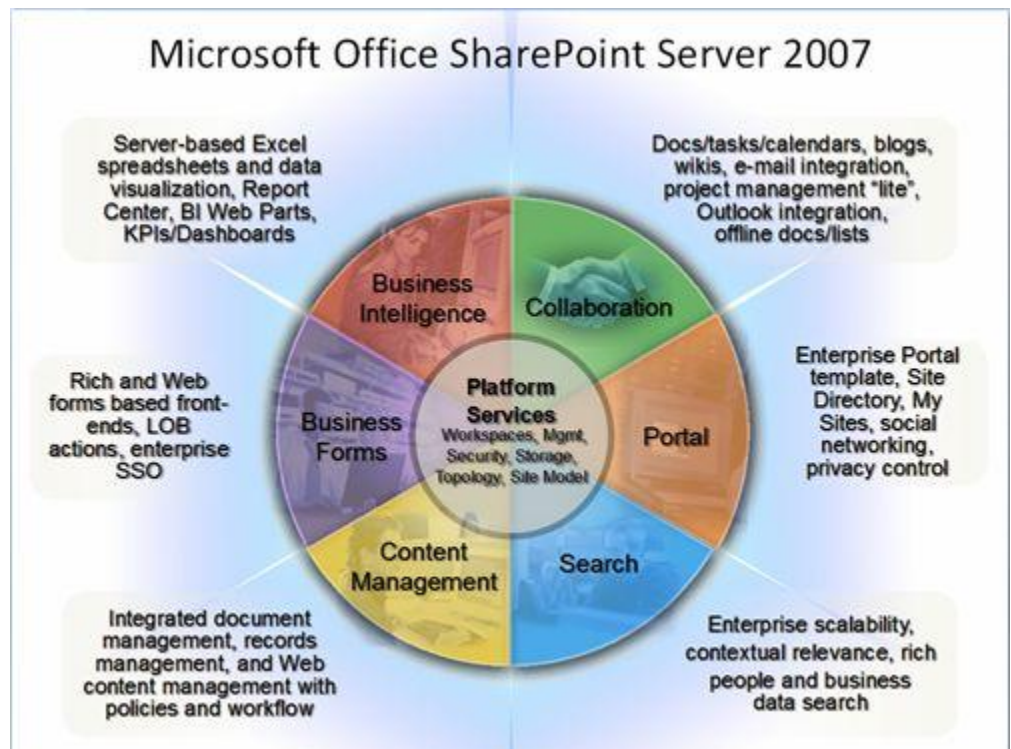 Microsoft Office SharePoint Server 2007
Server-based Excel
spreadsheets and data
visualization, Report
Center, BI Web Parts,
KPIs/Dashboards
Docs/tasks/calendars, blogs,
wikis, e-mail integration,
project management “lite”,
Outlook integration,
offline docs/lists
Business
Intelligence
Collaboration
Rich and Web
forms based front-
ends, LOB
actions, enterprise
SSO
Business
Forms
Platform
Services
Workspaces, Mgmt,
Security, Storage,
Topology, Site Model
Portal
Enterprise Portal
template, Site
Directory, My
Sites, social
networking,
privacy control
Content
Management
Search
Integrated document
management, records
management, and Web
content management with
policies and workflow
Enterprise scalability,
contextual relevance, rich
people and business
data search